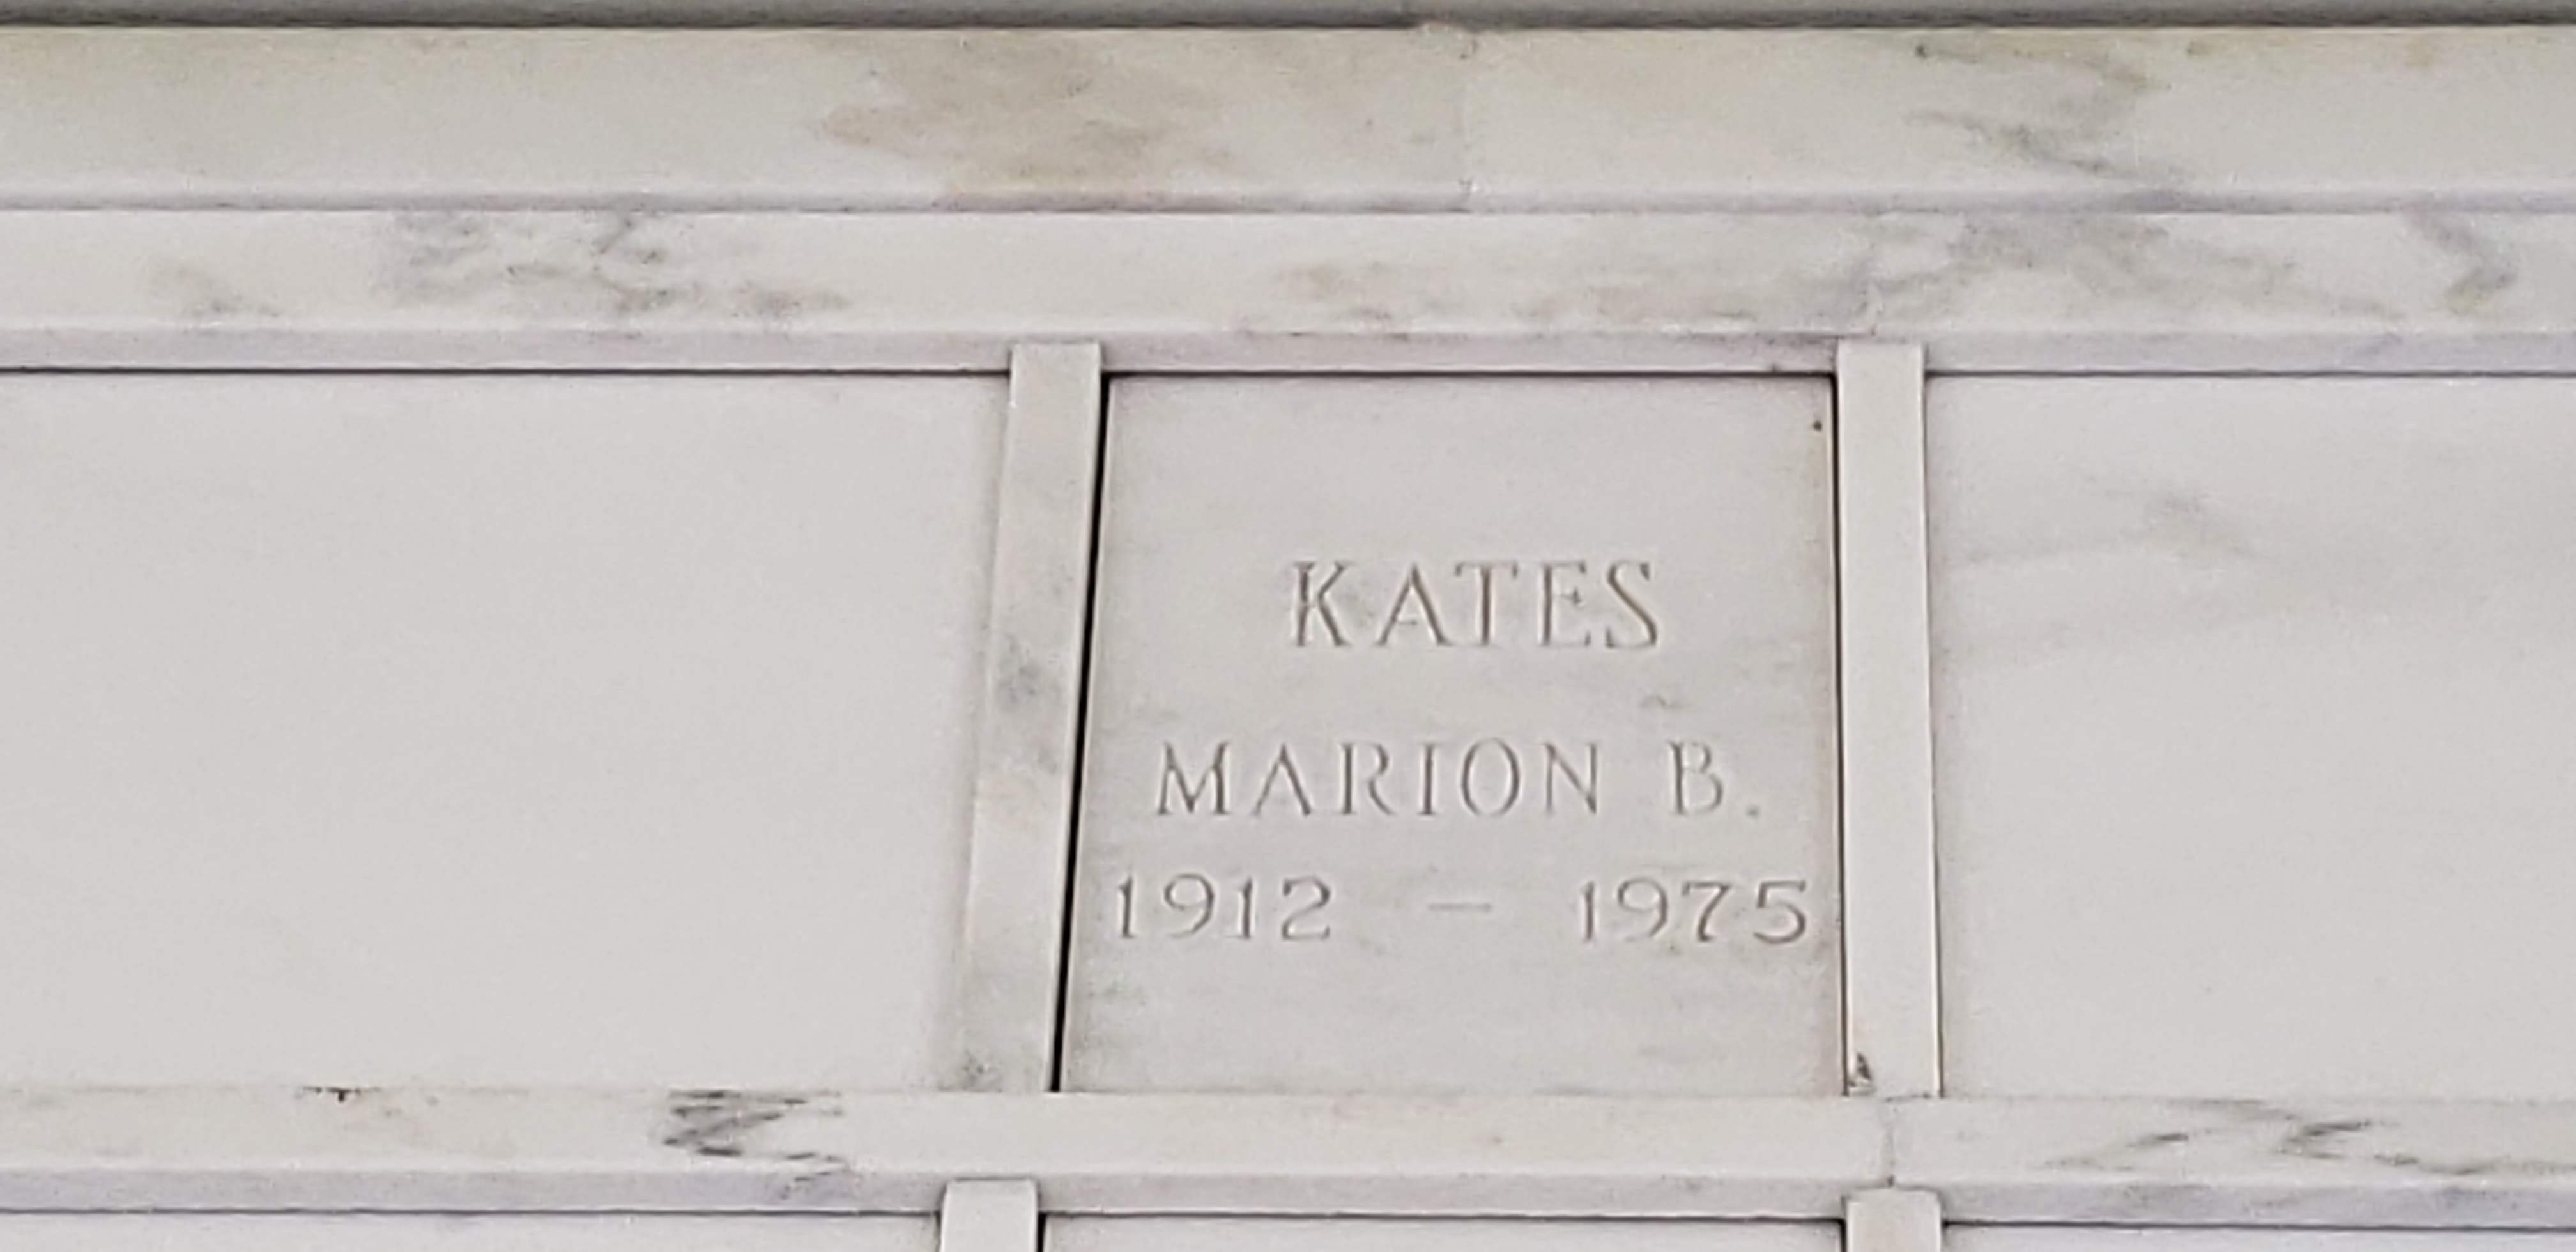 KATES
MARION B.
1912 – 1975